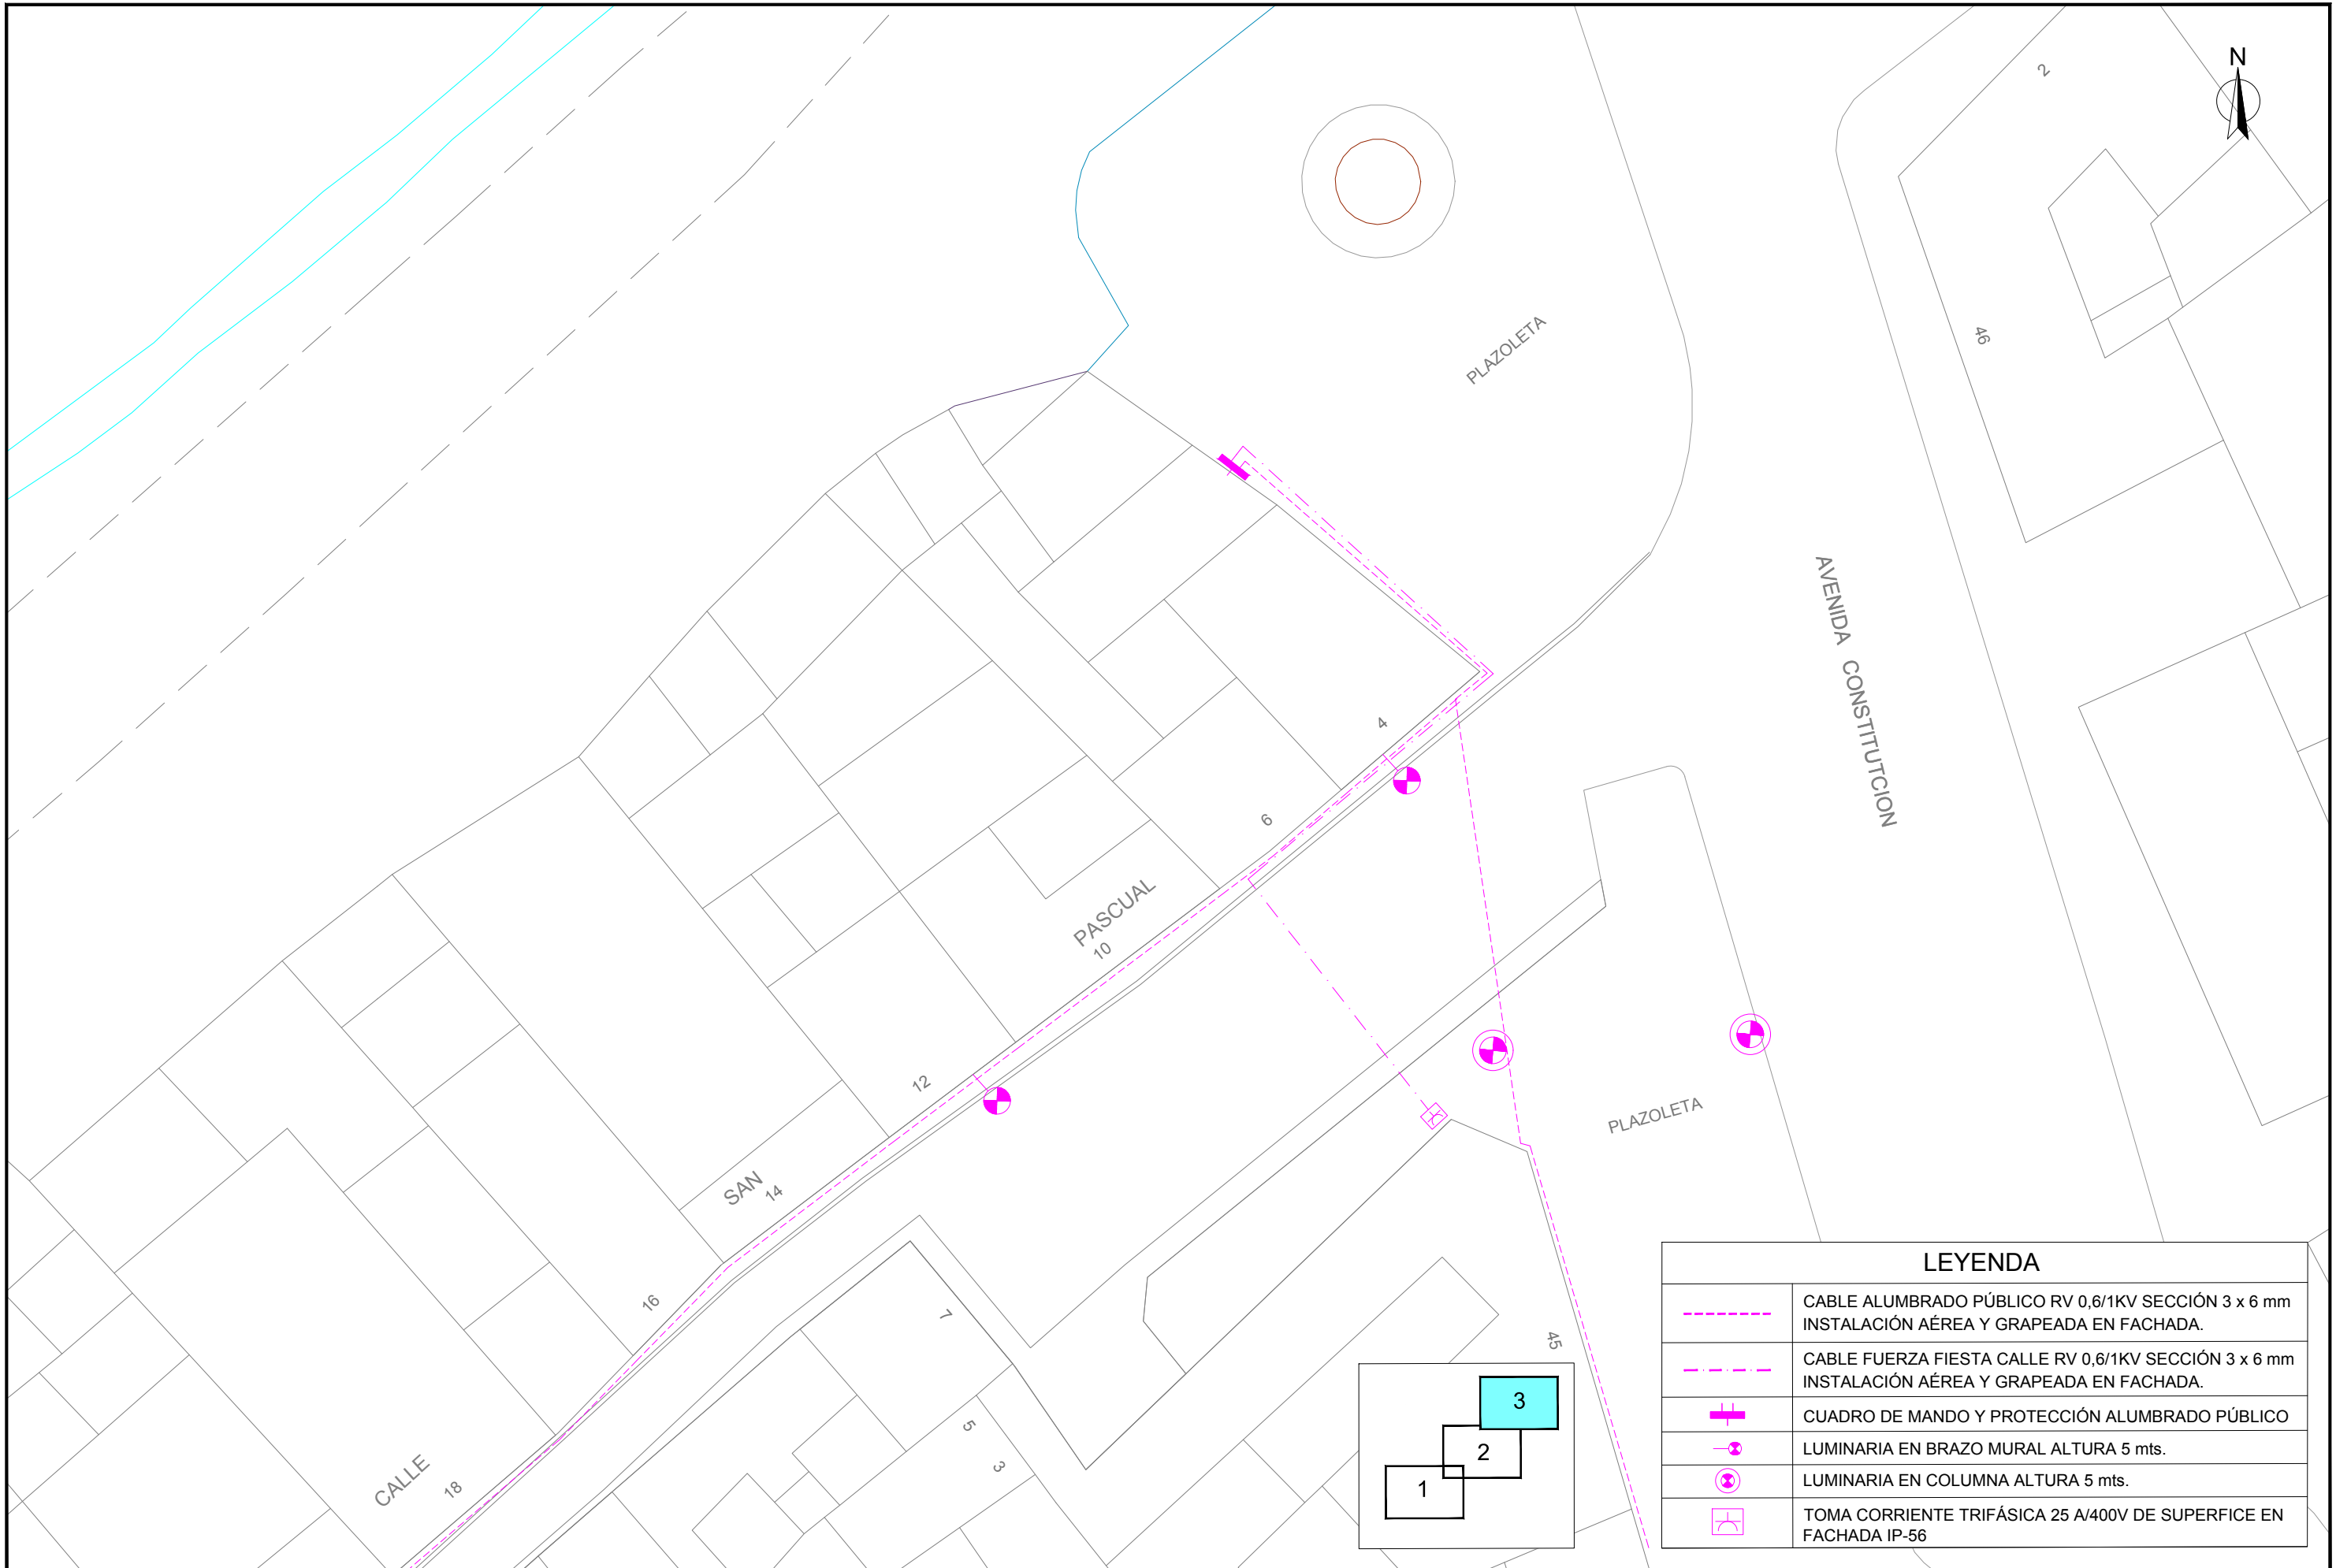 N
2
46
PLAZOLETA
AVENIDA CONSTITUTCION
4
6
PASCUAL
10
12
SAN
14
PLAZOLETA
16
7
45
5
3
CALLE
18
3
2
1
LEYENDA
CABLE ALUMBRADO PÚBLICO RV 0,6/1KV SECCIÓN 3 x 6 mm
INSTALACIÓN AÉREA Y GRAPEADA EN FACHADA.
CABLE FUERZA FIESTA CALLE RV 0,6/1KV SECCIÓN 3 x 6 mm
INSTALACIÓN AÉREA Y GRAPEADA EN FACHADA.
CUADRO DE MANDO Y PROTECCIÓN ALUMBRADO PÚBLICO
LUMINARIA EN BRAZO MURAL ALTURA 5 mts.
LUMINARIA EN COLUMNA ALTURA 5 mts.
TOMA CORRIENTE TRIFÁSICA 25 A/400V DE SUPERFICE EN
FACHADA IP-56